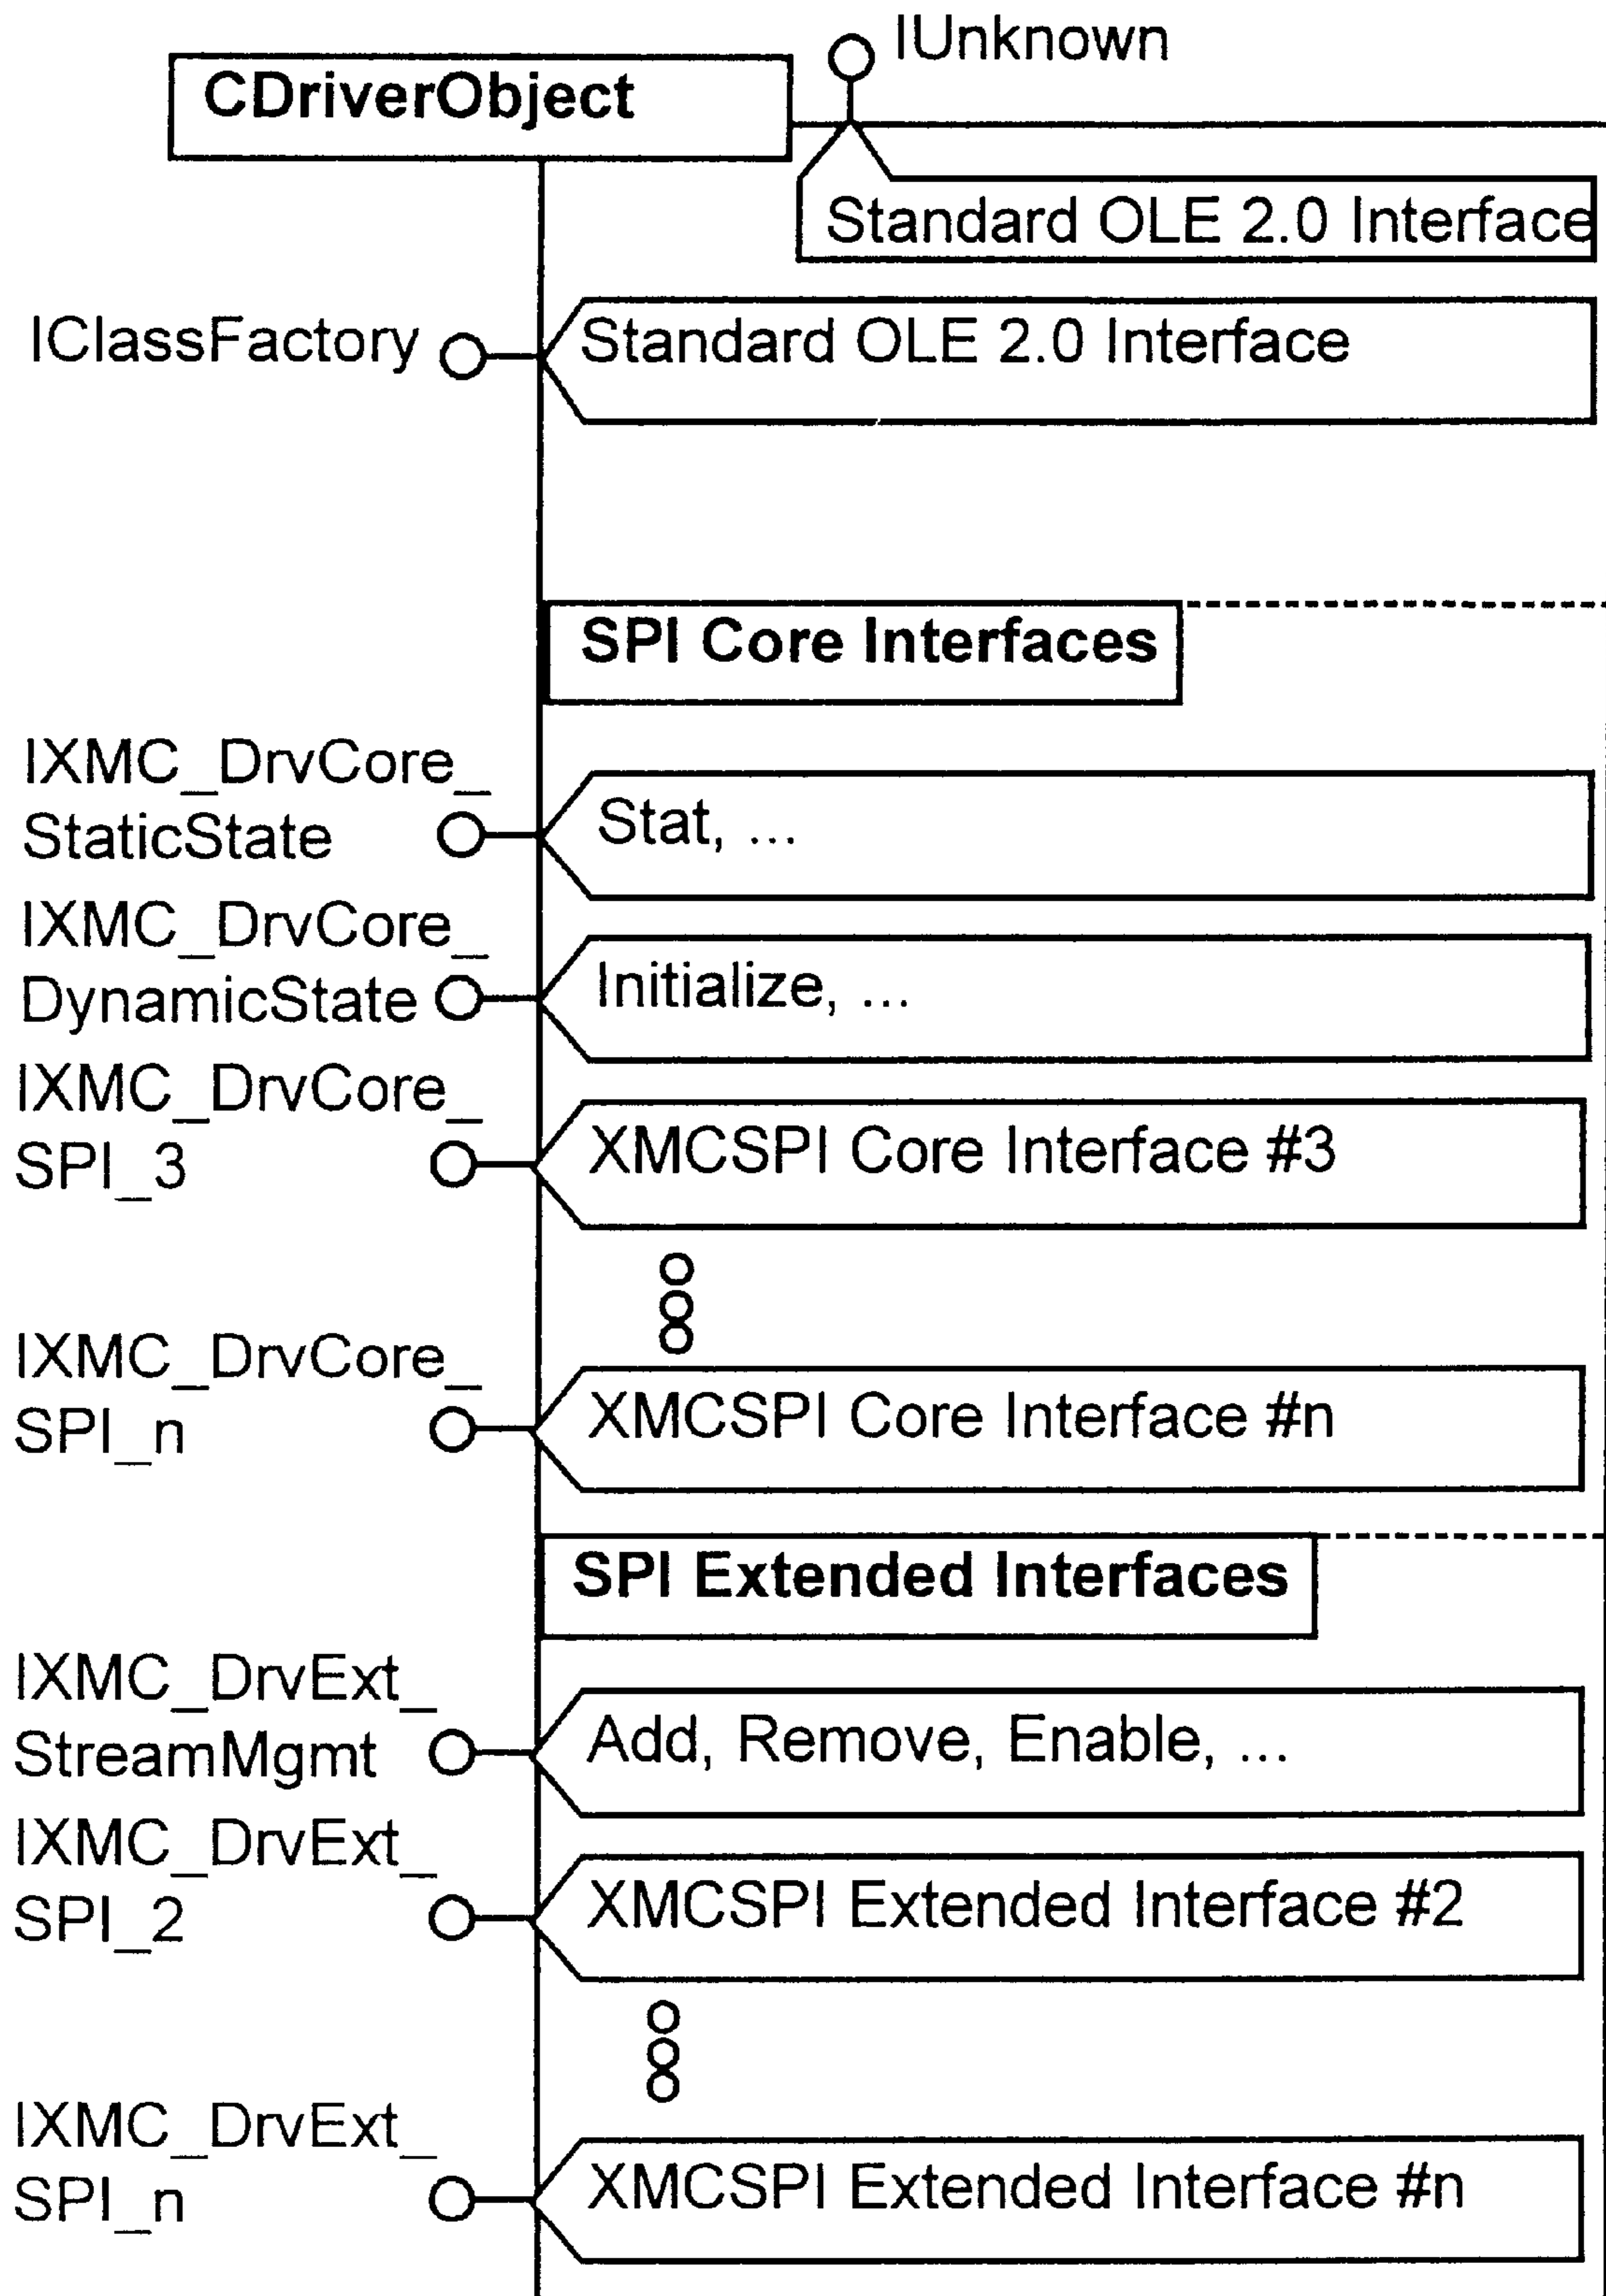 IUnknown
CDriverObject
Standard OLE 2.0 Interface
IClassFactory
Standard OLE 2.0 Interface
SPI Core Interfaces
IXMC_DrvCore_
StaticState
Stat, ...
IXMC_DrvCore_
DynamicState
Initialize, ...
IXMC_DrvCore_
SPI_3
XMCSPI Core Interface #3
IXMC_DrvCore_
SPI_n
XMCSPI Core Interface #n
SPI Extended Interfaces
IXMC_DrvExt_
StreamMgmt
Add, Remove, Enable, ...
IXMC_DrvExt_
SPI_2
XMCSPI Extended Interface #2
IXMC_DrvExt_
SPI_n
XMCSPI Extended Interface #n